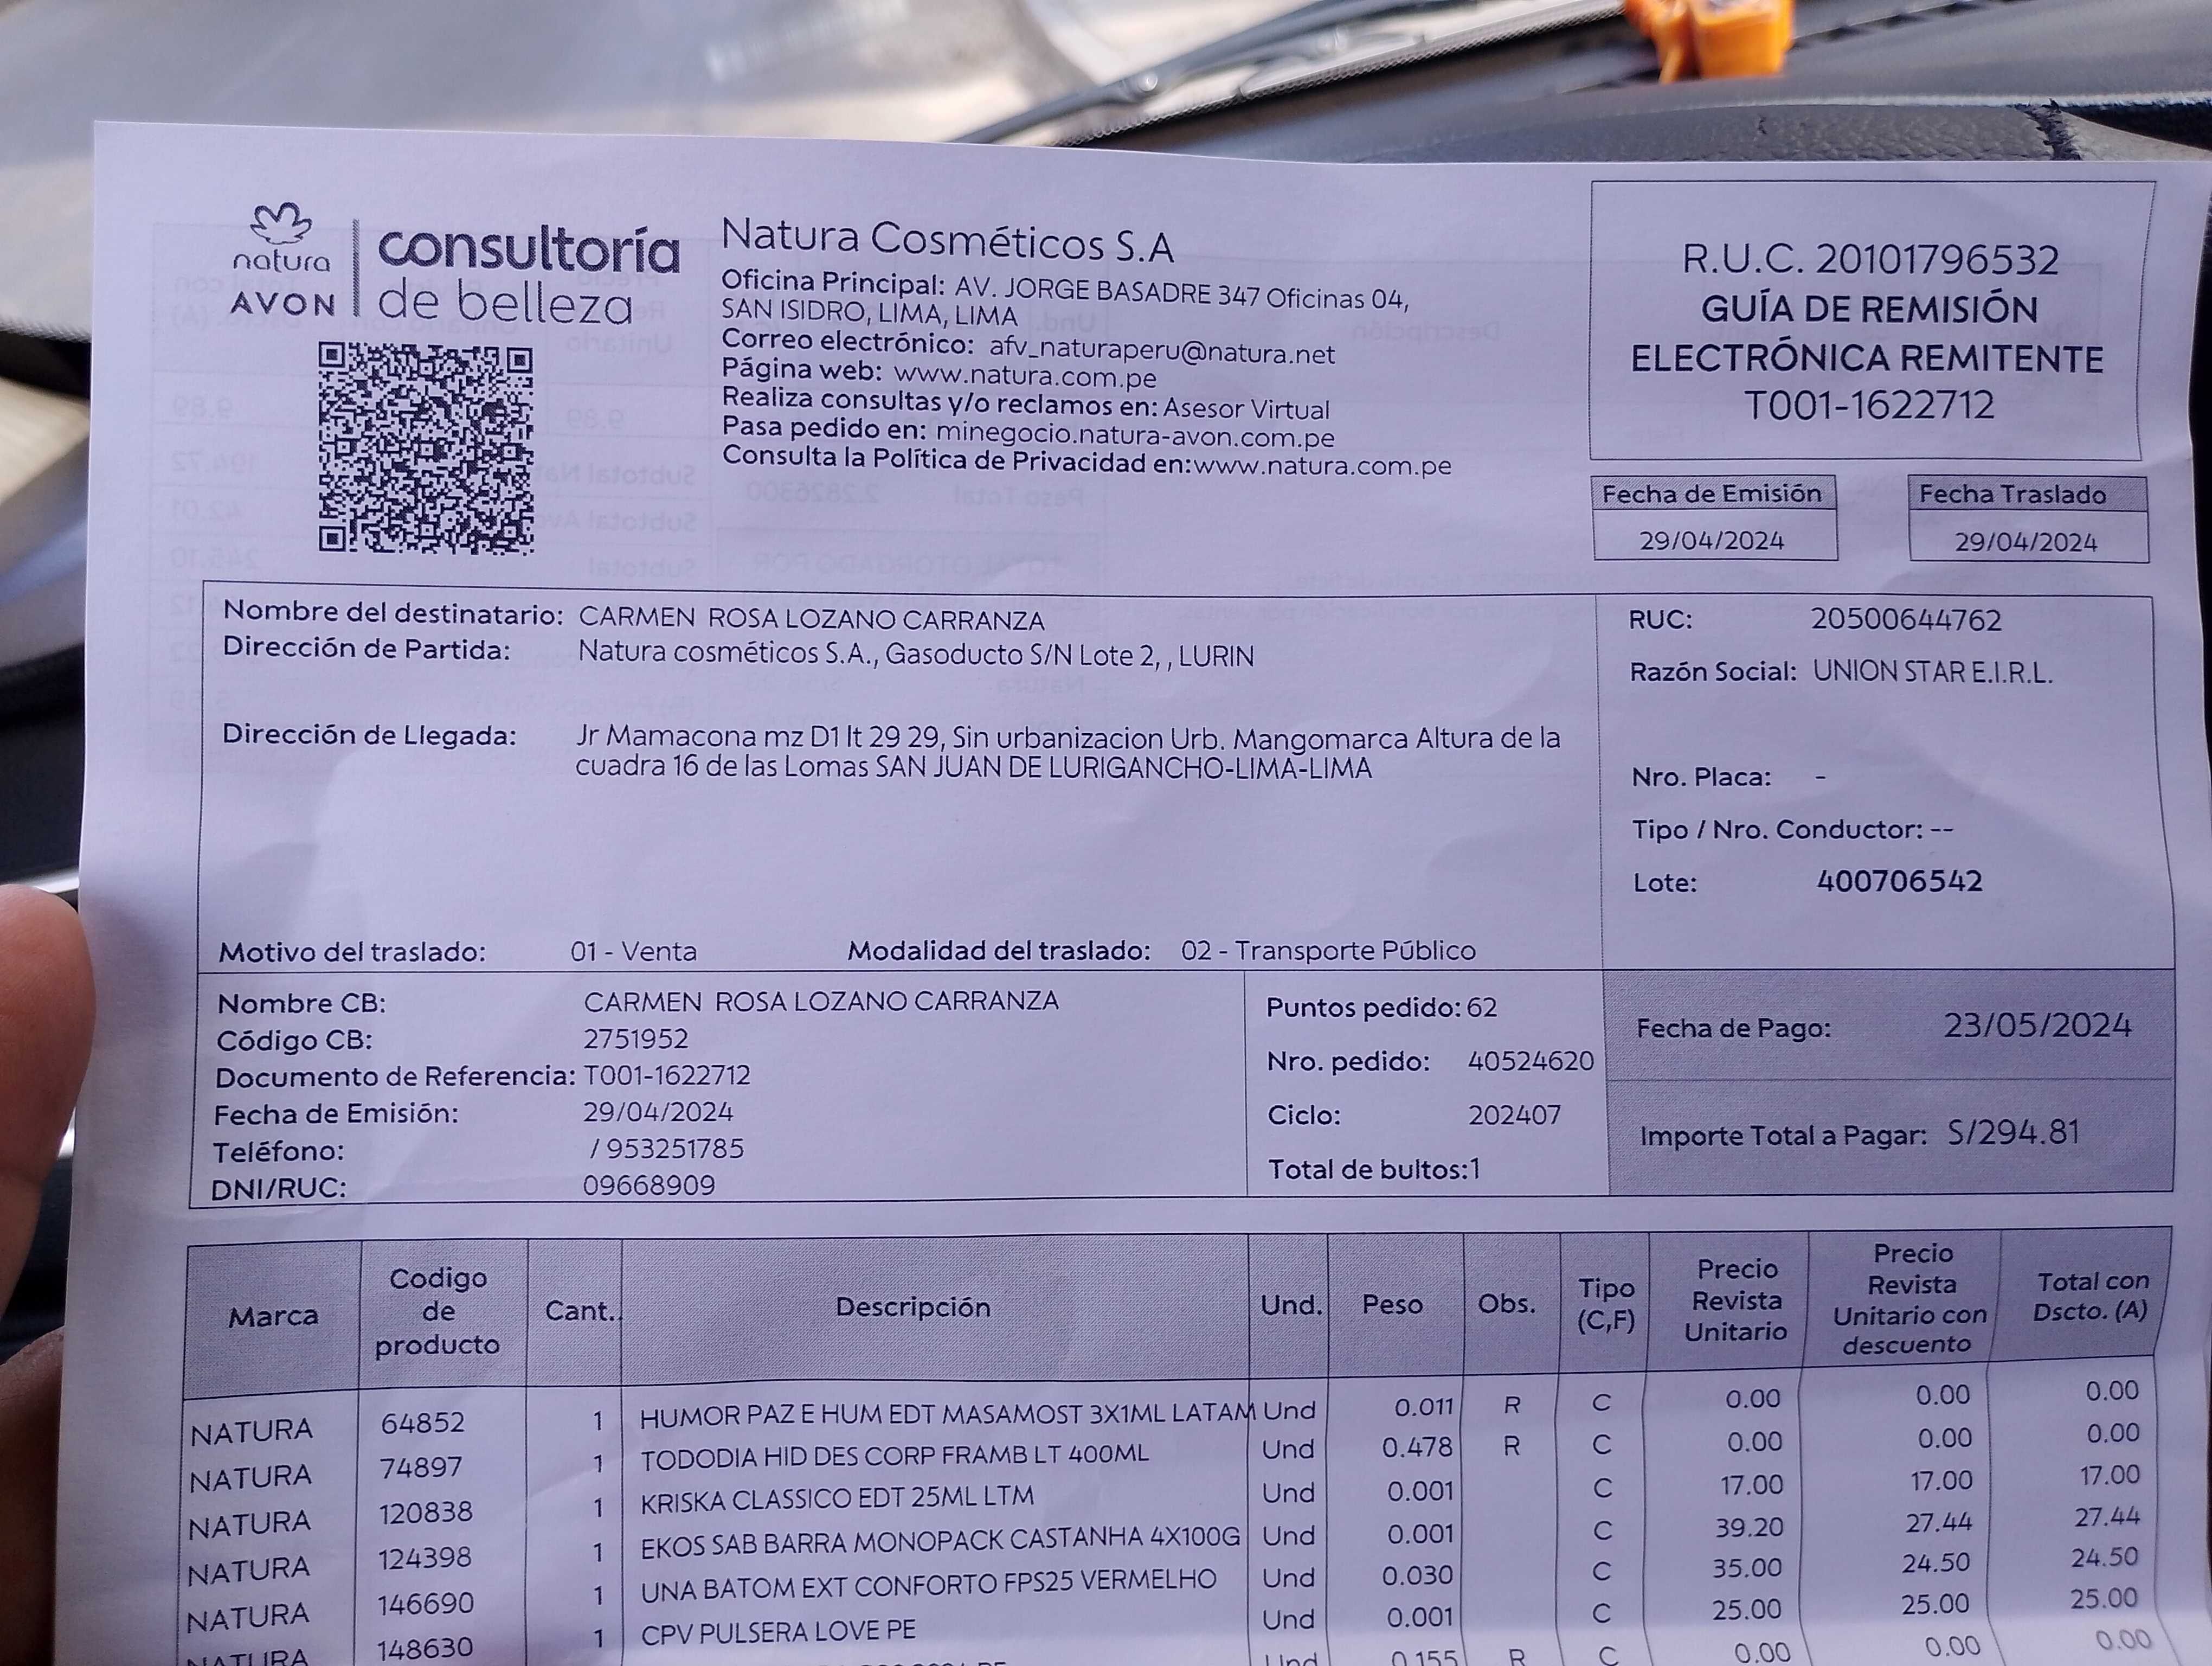 natura
AVON
consultoría
de belleza
Natura Cosméticos S.A
Oficina Principal: AV. JORGE BASADRE 347 Oficinas 04,
SAN ISIDRO, LIMA, LIMA
Correo electrónico: afv_naturaperu@natura.net
Página web: www.natura.com.pe
Realiza consultas y/o reclamos en: Asesor Virtual
Pasa pedido en: minegocio.natura-avon.com.pe
Consulta la Política de Privacidad en:www.natura.com.pe
R.U.C. 20101796532
GUÍA DE REMISIÓN
ELECTRÓNICA REMITENTE
T001-1622712
Fecha de Emisión
29/04/2024
Fecha Traslado
29/04/2024
Nombre del destinatario: CARMEN ROSA LOZANO CARRANZA
Dirección de Partida: Natura cosméticos S.A., Gasoducto S/N Lote 2, , LURIN
Dirección de Llegada: Jr Mamacona mz D1 lt 29 29, Sin urbanizacion Urb. Mangomarca Altura de la
cuadra 16 de las Lomas SAN JUAN DE LURIGANCHO-LIMA-LIMA
Motivo del traslado: 01 - Venta Modalidad del traslado: 02 - Transporte Público
RUC: 20500644762
Razón Social: UNION STAR E.I.R.L.
Nro. Placa: -
Tipo / Nro. Conductor: --
Lote: 400706542
Nombre CB: CARMEN ROSA LOZANO CARRANZA
Código CB: 2751952
Documento de Referencia: T001-1622712
Fecha de Emisión: 29/04/2024
Teléfono: / 953251785
DNI/RUC: 09668909
Puntos pedido: 62
Nro. pedido: 40524620
Ciclo: 202407
Total de bultos:1
Fecha de Pago: 23/05/2024
Importe Total a Pagar: S/294.81
Marca
Codigo
de
producto
Cant.
Descripción
Und.
Peso
Obs.
Tipo
(C,F)
Precio
Revista
Unitario
Precio
Revista
Unitario con
descuento
Total con
Dscto. (A)
NATURA 64852 1 HUMOR PAZ E HUM EDT MASAMOST 3X1ML LATAM Und 0.011 R C 0.00 0.00 0.00
NATURA 74897 1 TODODIA HID DES CORP FRAMB LT 400ML Und 0.478 R C 0.00 0.00 0.00
NATURA 120838 1 KRISKA CLASSICO EDT 25ML LTM Und 0.001 C 17.00 17.00 17.00
NATURA 124398 1 EKOS SAB BARRA MONOPACK CASTANHA 4X100G Und 0.001 C 39.20 27.44 27.44
NATURA 146690 1 UNA BATOM EXT CONFORTO FPS25 VERMELHO Und 0.030 C 35.00 24.50 24.50
NATURA 148630 1 CPV PULSERA LOVE PE Und 0.001 C 25.00 25.00 25.00
Und 0.155 R C 0.00 0.00 0.00